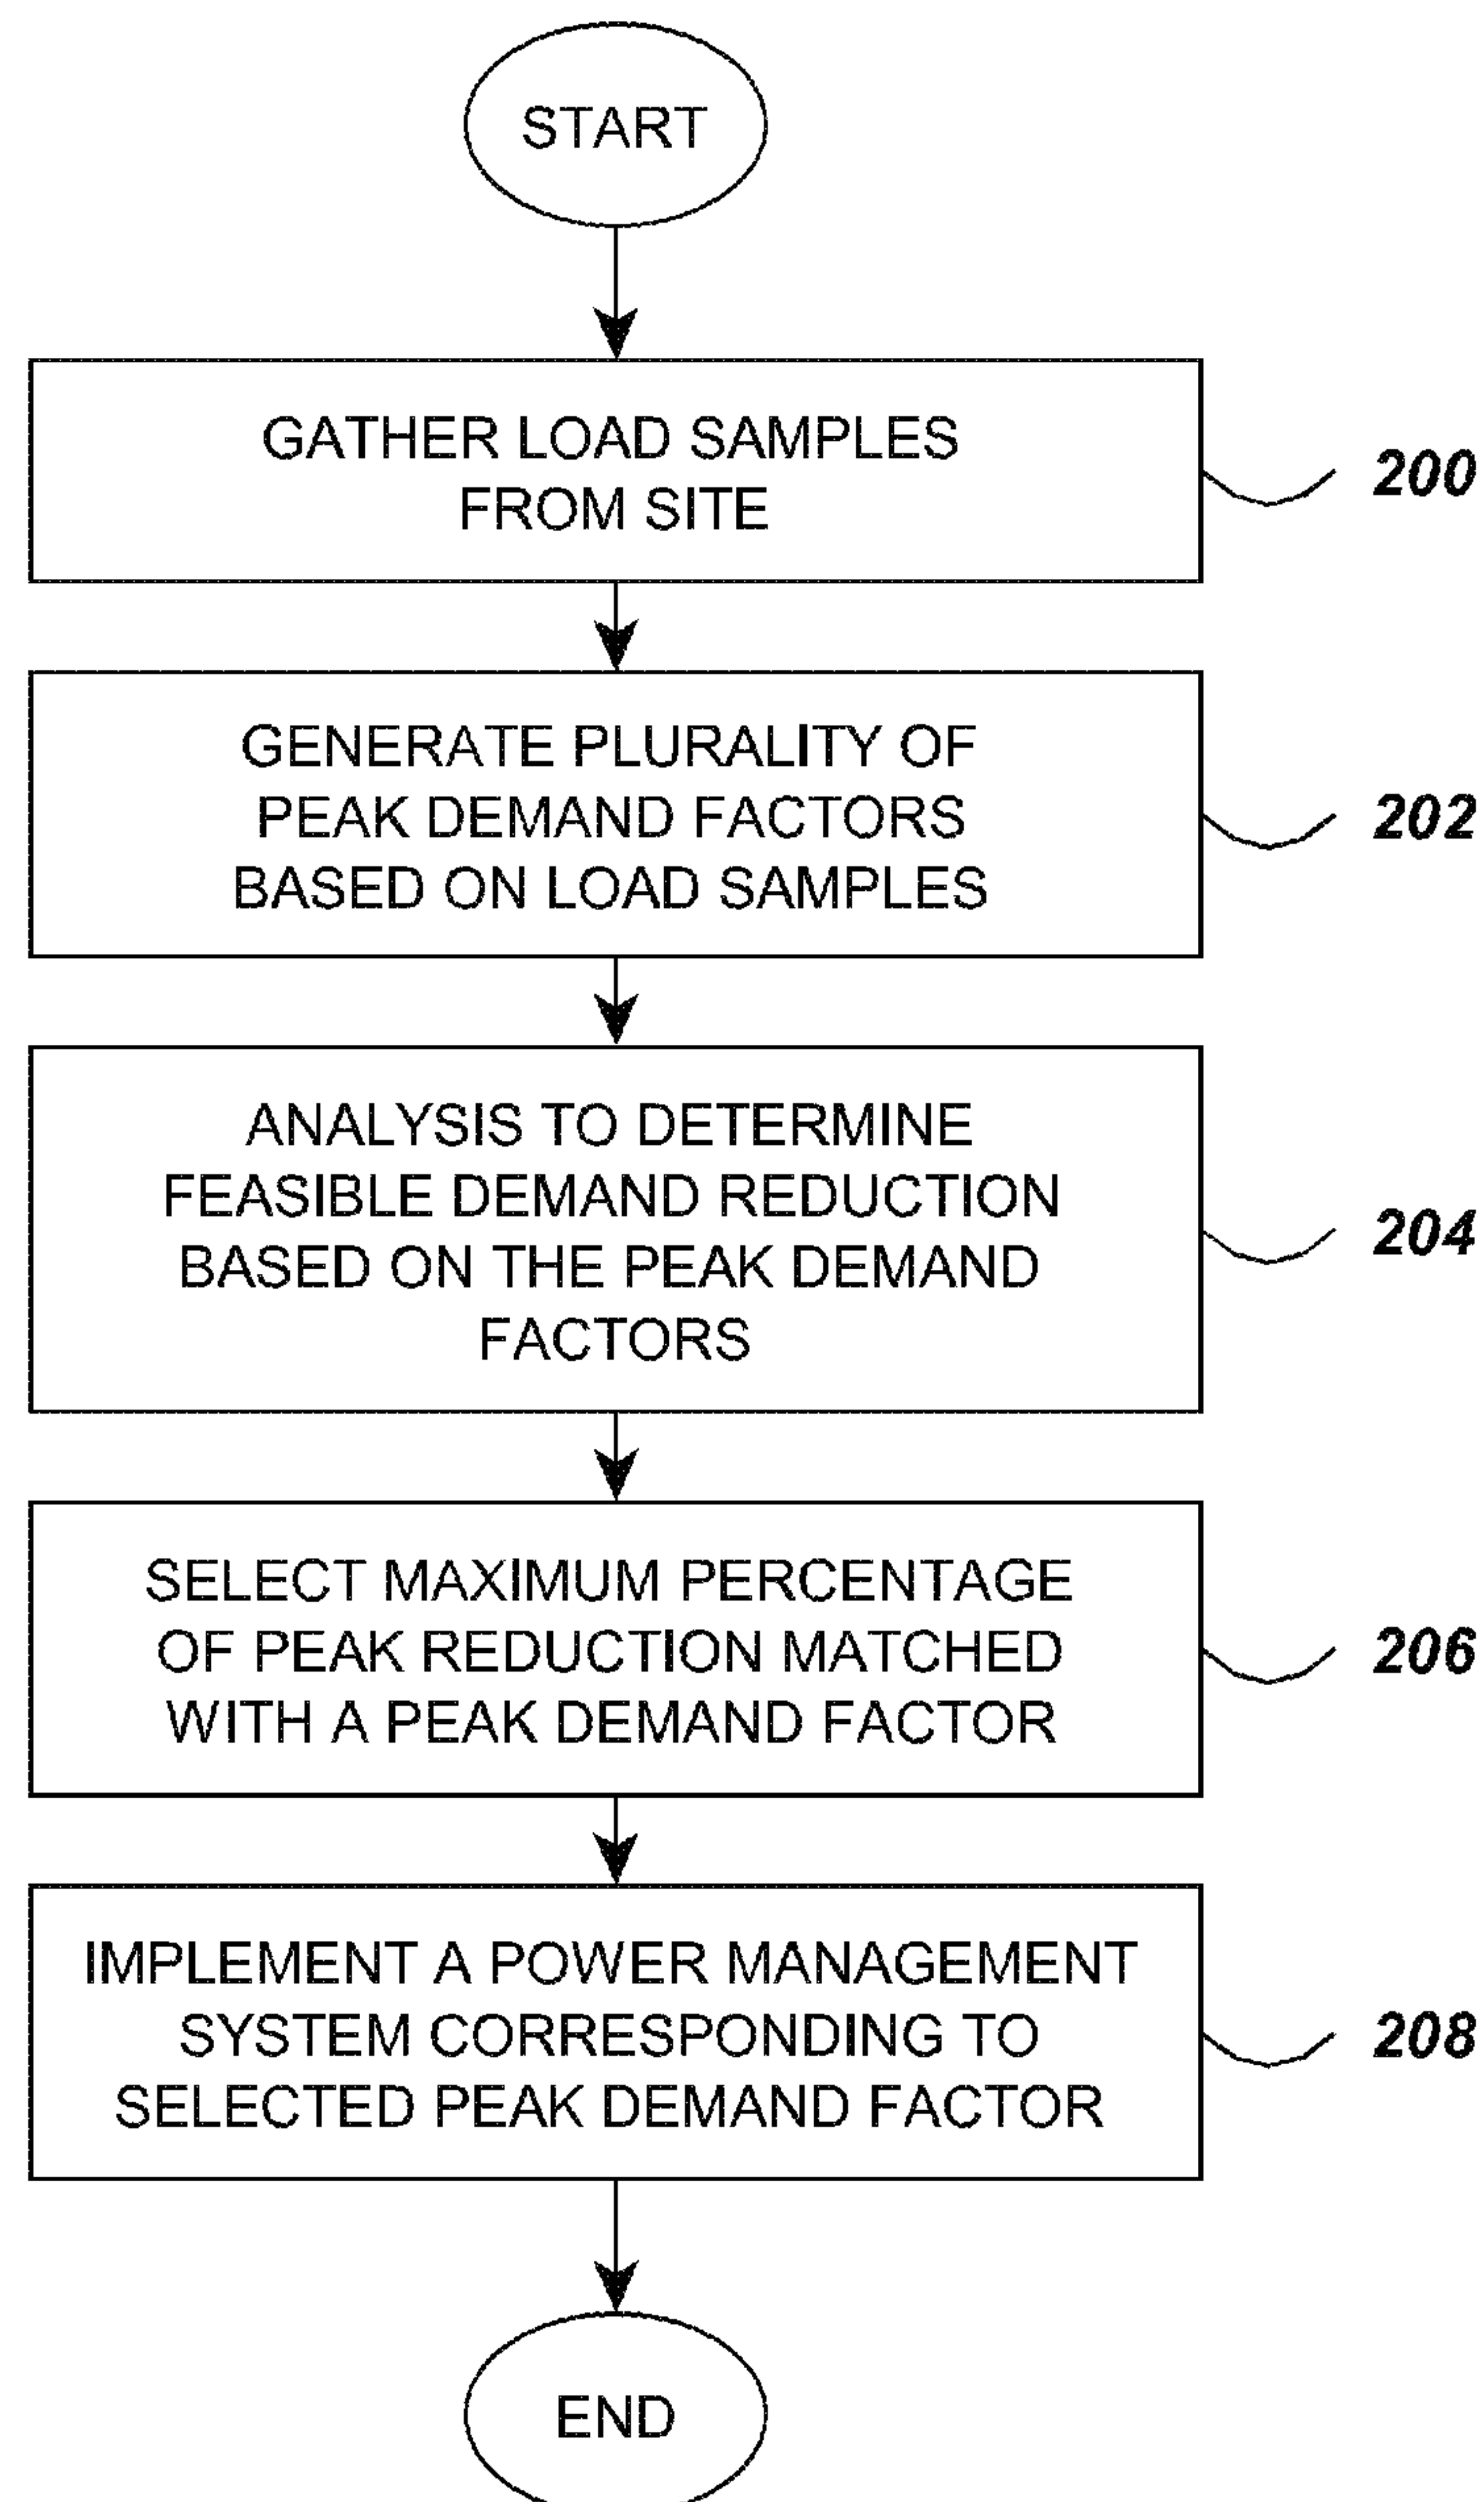 START
GATHER LOAD SAMPLES
FROM SITE
200
GENERATE PLURALITY OF
PEAK DEMAND FACTORS
BASED ON LOAD SAMPLES
202
ANALYSIS TO DETERMINE
FEASIBLE DEMAND REDUCTION
BASED ON THE PEAK DEMAND
FACTORS
204
SELECT MAXIMUM PERCENTAGE
OF PEAK REDUCTION MATCHED
WITH A PEAK DEMAND FACTOR
206
IMPLEMENT A POWER MANAGEMENT
SYSTEM CORRESPONDING TO
SELECTED PEAK DEMAND FACTOR
208
END